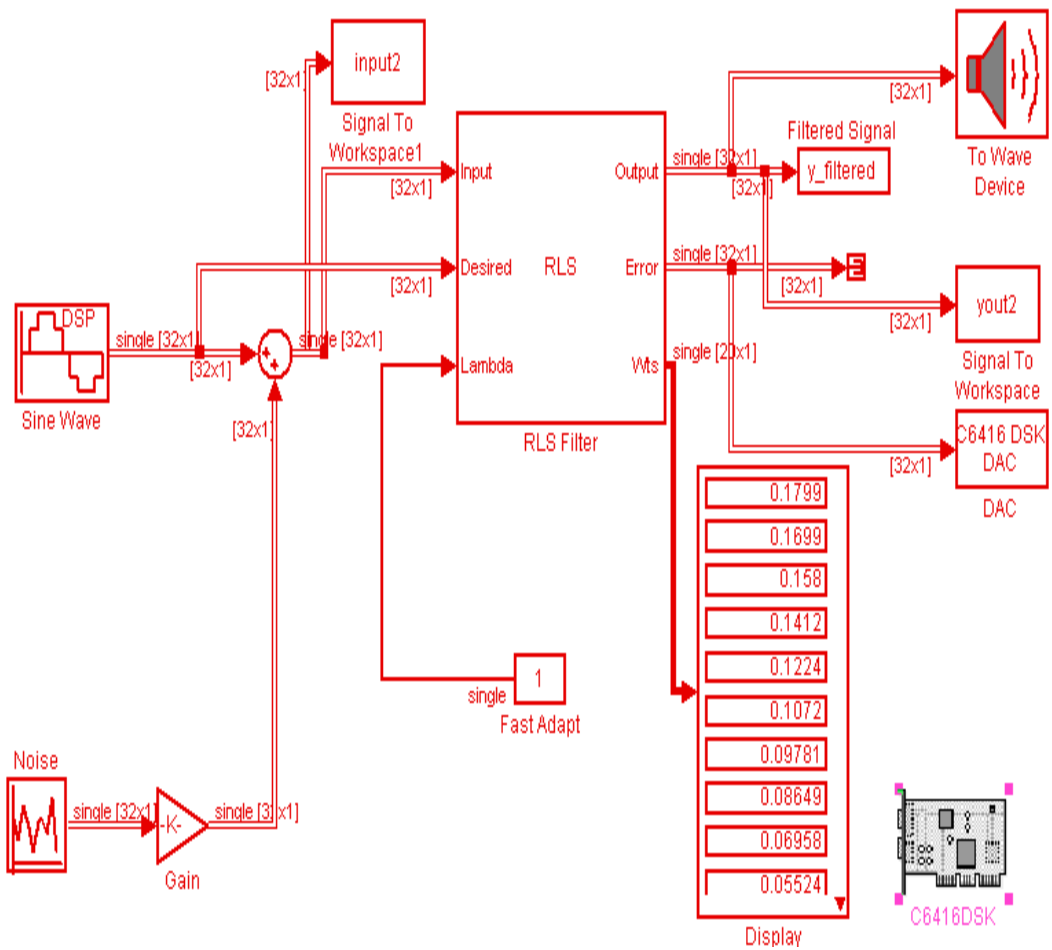 input2
[32x1]
Signal To
Workspace1
[32x1]
Input
Desired
[32x1]
Lambda
RLS
Output
Error
Wts
RLS Filter
single [32x1]
[32x1]
Filtered Signal
y_filtered
[32x1]
To Wave
Device
single [32x1]
[32x1]
yout2
[32x1]
Signal To
Workspace
single [20x1]
C6416 DSK
DAC
[32x1]
DAC
DSP
Sine Wave
single [32x1]
[32x1]
single [32x1]
[32x1]
1
single
Fast Adapt
Noise
single [32x1]
-K-
Gain
single [32x1]
0.1799
0.1699
0.158
0.1412
0.1224
0.1072
0.09781
0.08649
0.06958
0.05524
Display
C6416DSK